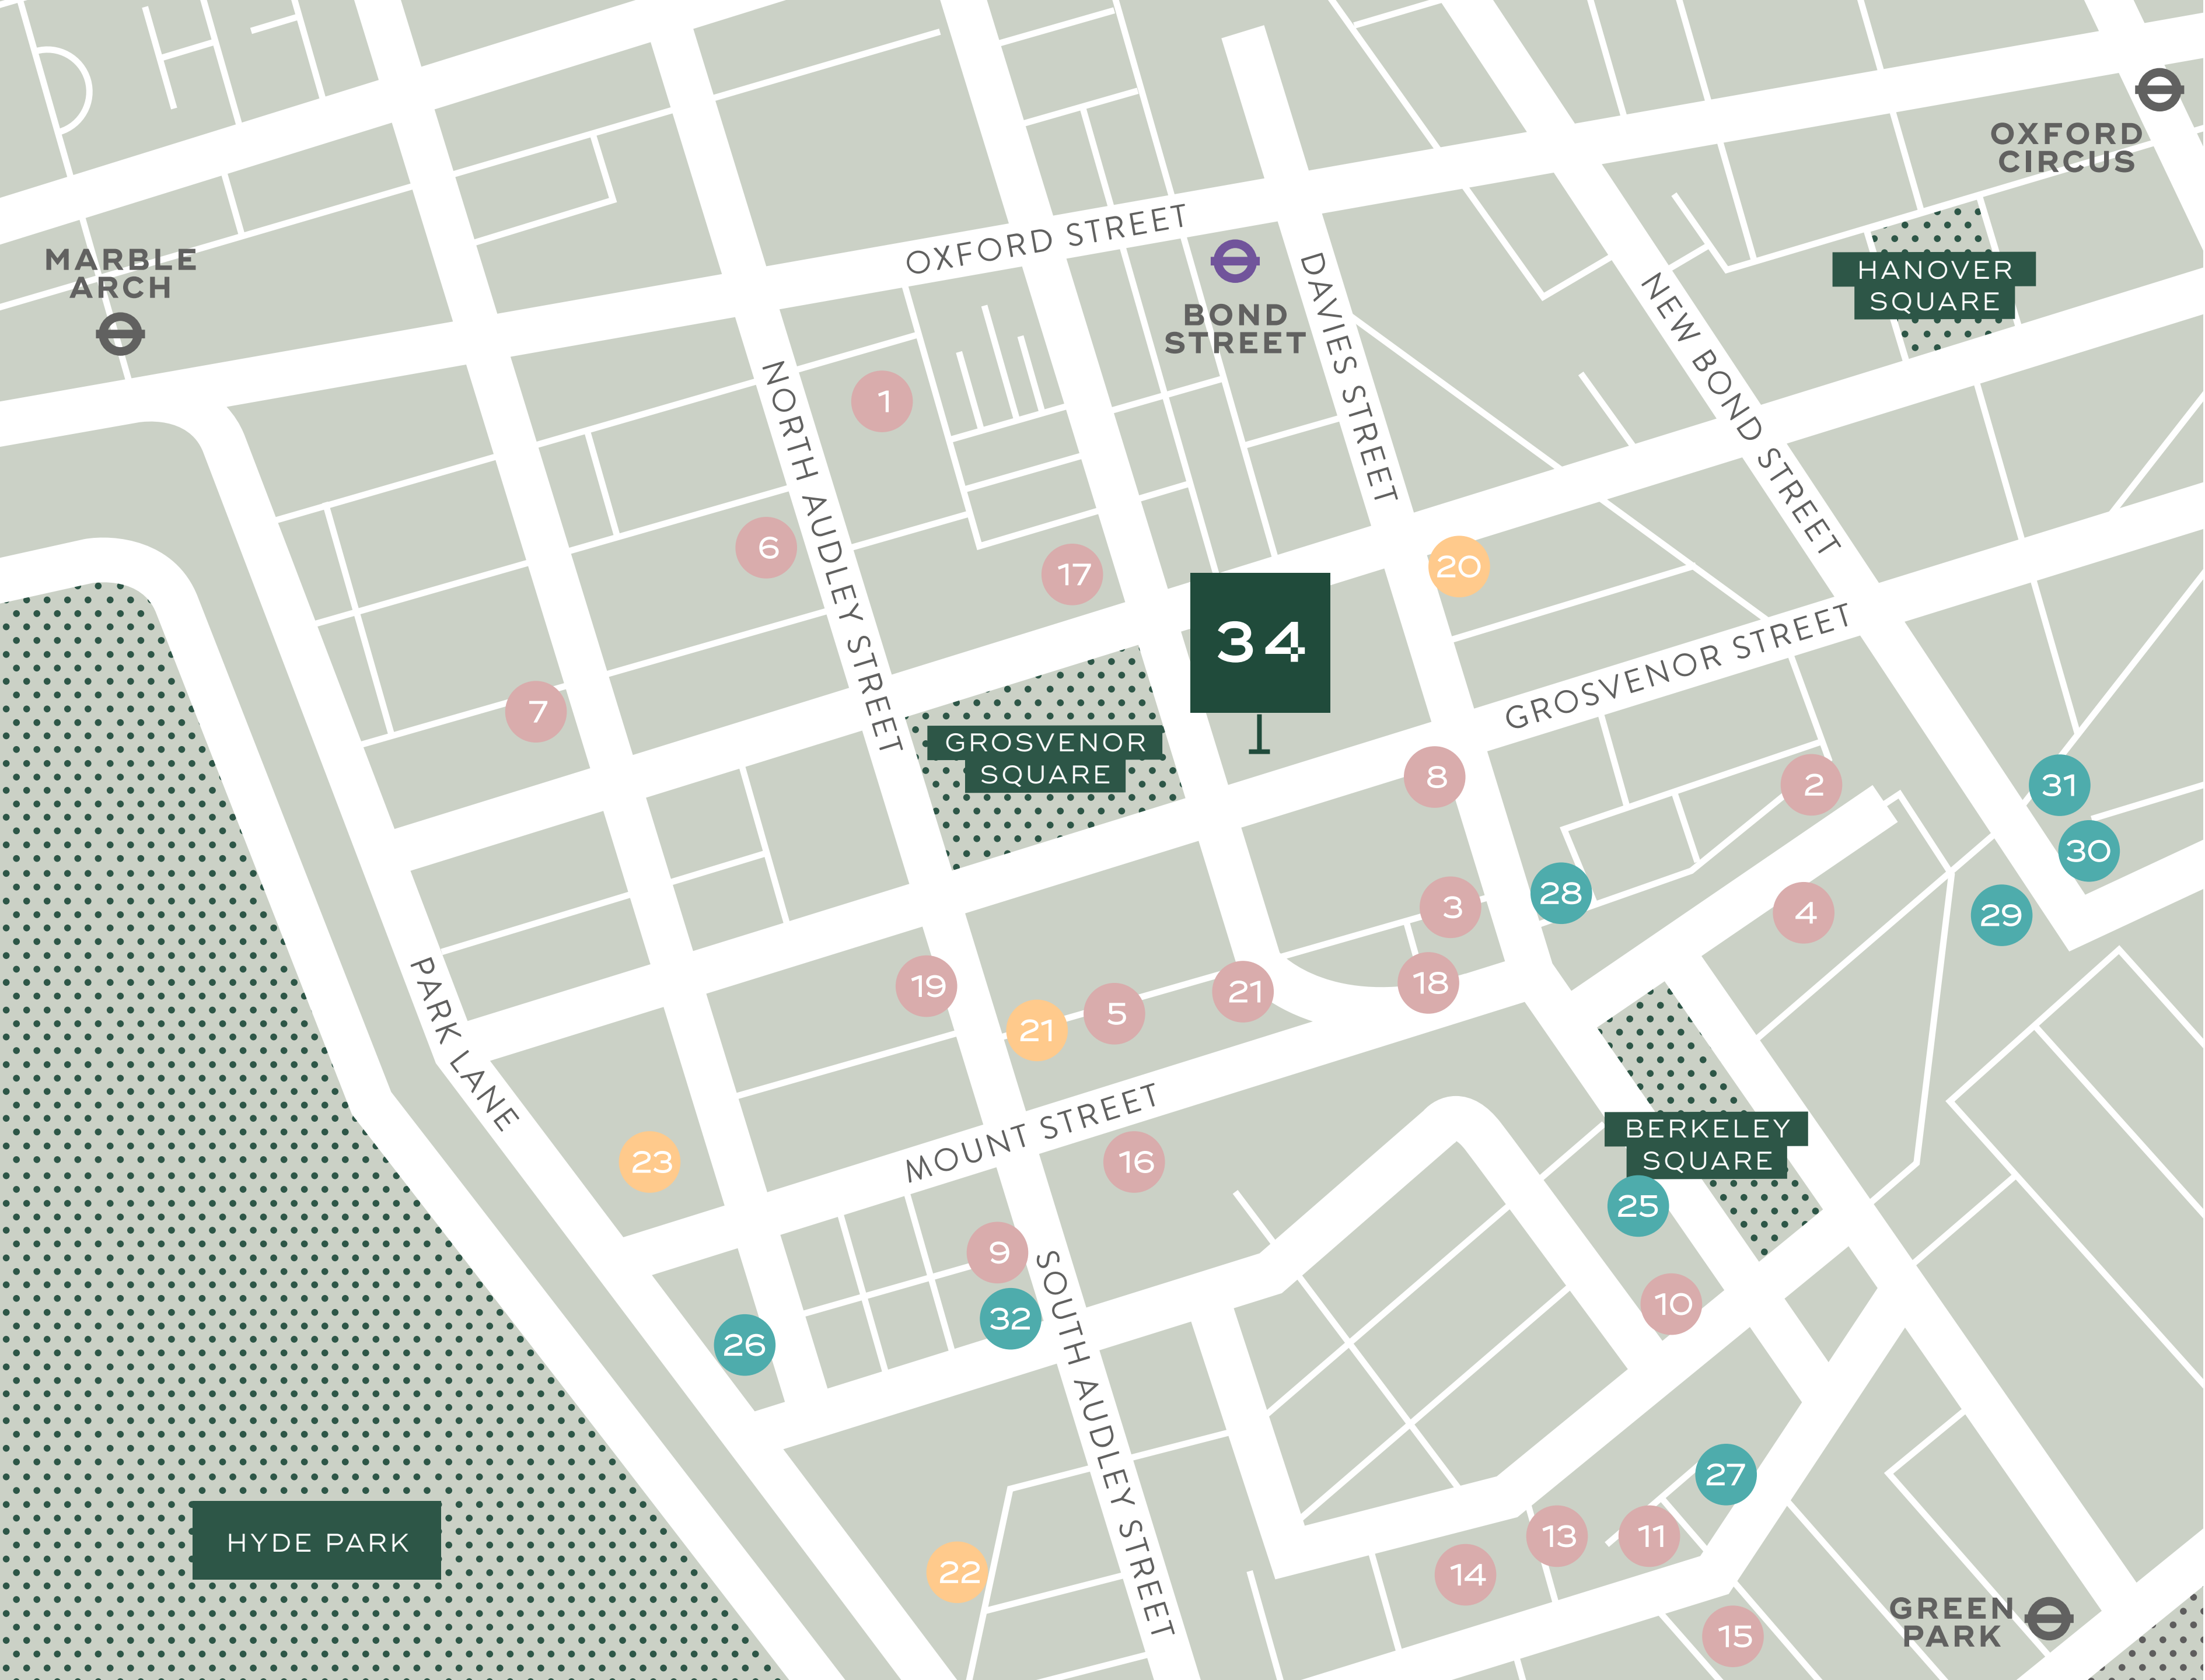 OXFORD
CIRCUS
OXFORD STREET
MARBLE
ARCH
HANOVER
SQUARE
BOND
STREET
DAVIES STREET
NEW BOND STREET
NORTH AUDLEY STREET
1
6
17
20
34
GROSVENOR STREET
7
GROSVENOR
SQUARE
8
2
31
30
28
3
4
29
19
18
21
5
21
PARK LANE
MOUNT STREET
23
16
BERKELEY
SQUARE
25
9
32
10
26
SOUTH AUDLEY STREET
27
HYDE PARK
13
11
22
14
GREEN
PARK
15